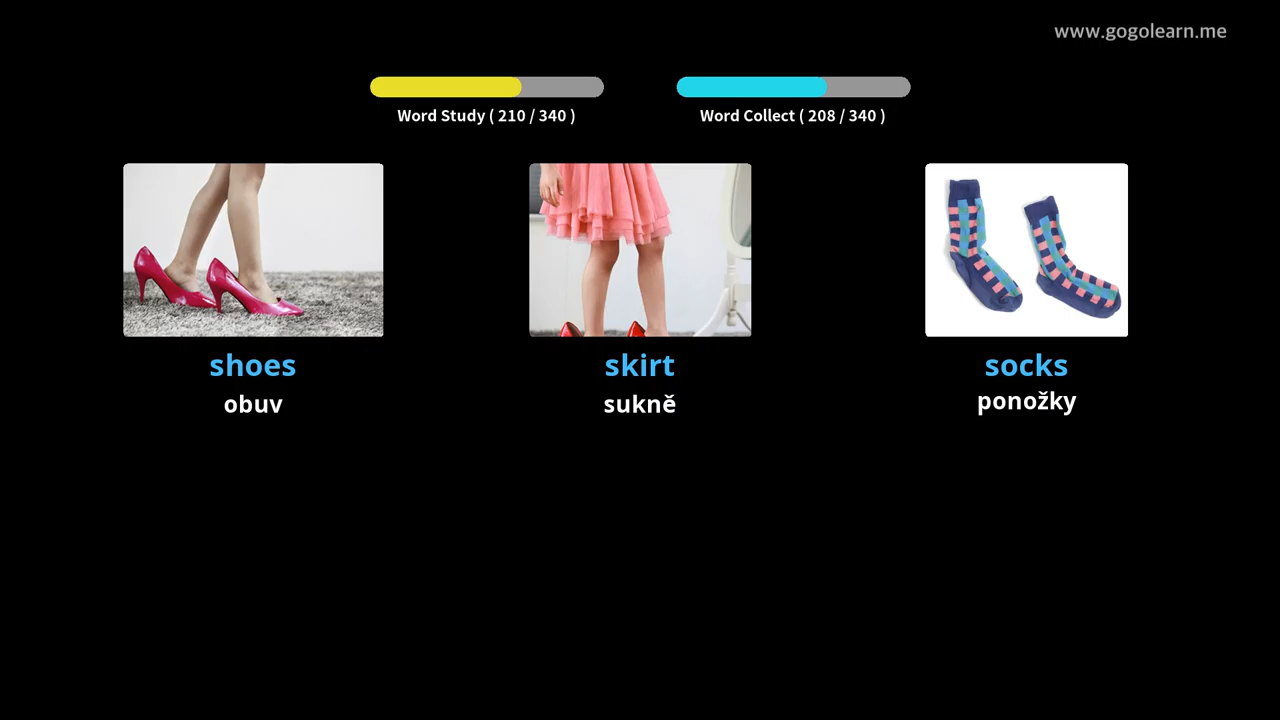 www.gogolearn.me
Word Study ( 210 / 340 )
Word Collect ( 208 / 340 )
shoes
skirt
socks
obuv
sukně
ponožky